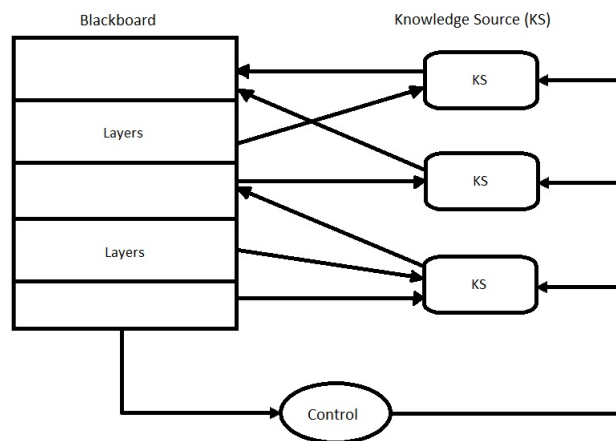 Blackboard
Knowledge Source (KS)
KS
Layers
KS
Layers
KS
Control